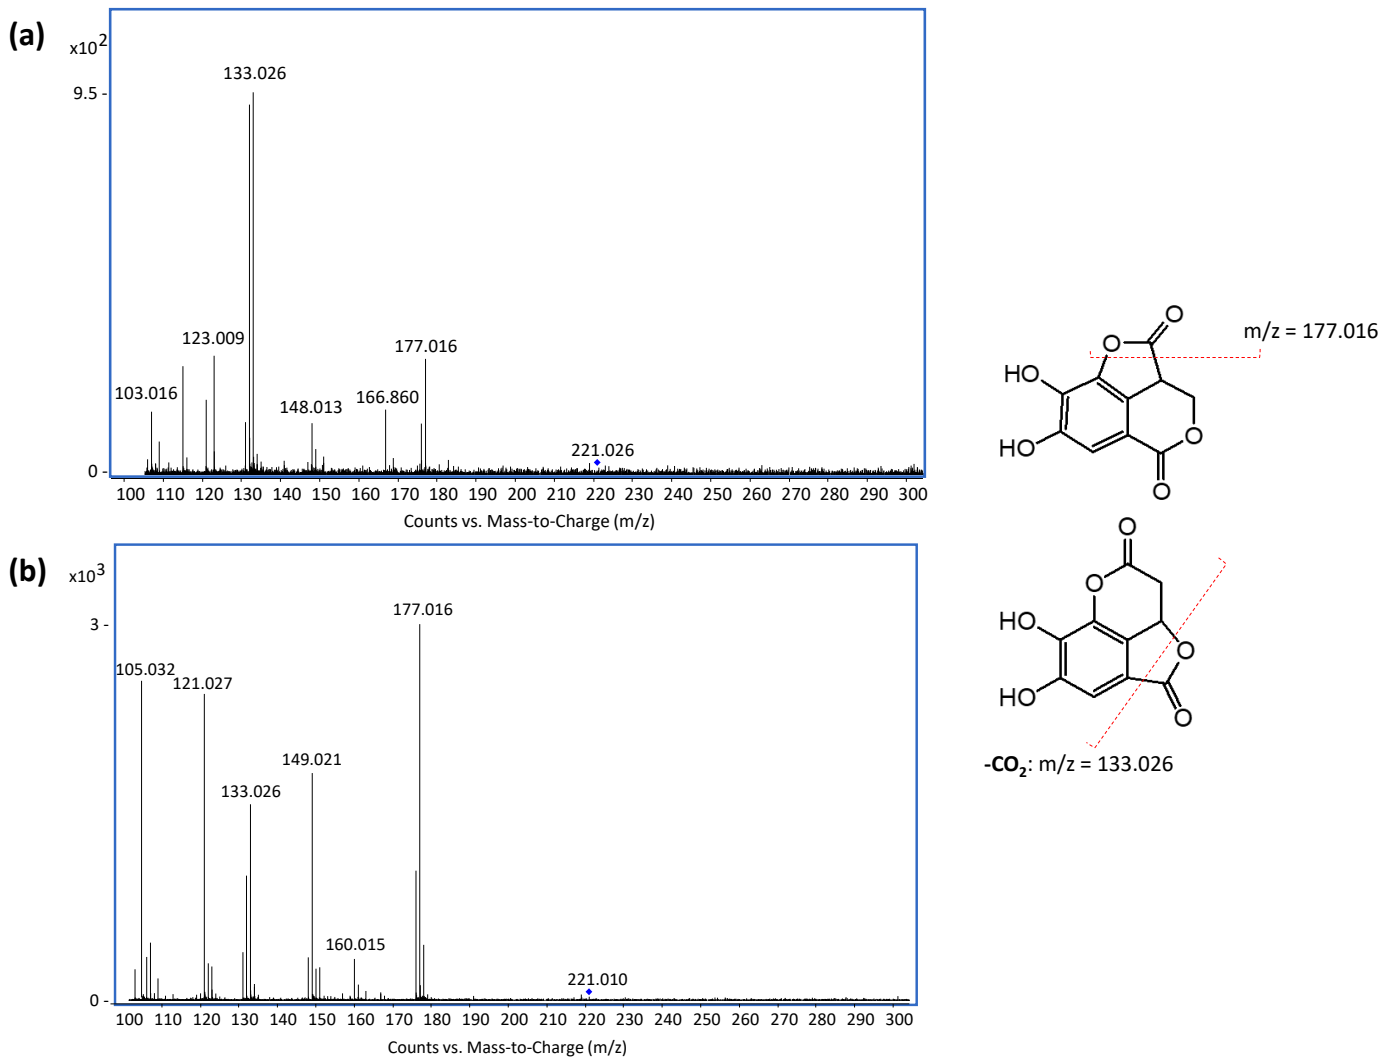 (a)
x102
9.5 -
0 -
133.026
123.009
103.016
148.013
166.860
177.016
221.026
100 110 120 130 140 150 160 170 180 190 200 210 220 230 240 250 260 270 280 290 300
Counts vs. Mass-to-Charge (m/z)
O
O
HO
HO
O
O
m/z = 177.016
(b)
x103
3 -
0 -
177.016
105.032
121.027
149.021
133.026
160.015
221.010
100 110 120 130 140 150 160 170 180 190 200 210 220 230 240 250 260 270 280 290 300
Counts vs. Mass-to-Charge (m/z)
O
O
HO
O
HO
O
-CO2: m/z = 133.026